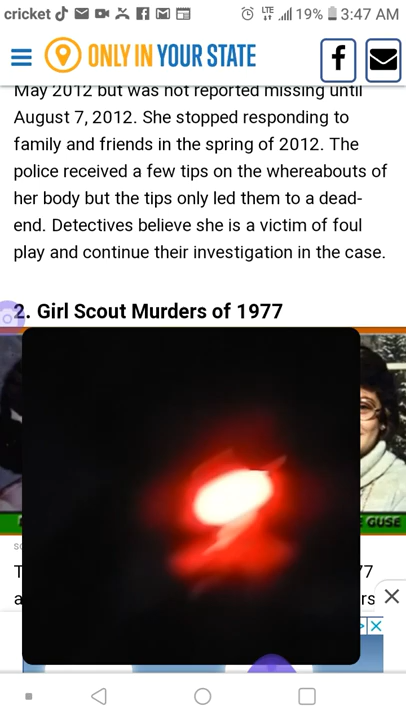 cricket LTE 19% 3:47 AM
ONLY IN YOUR STATE f
May 2012 but was not reported missing until
August 7, 2012. She stopped responding to
family and friends in the spring of 2012. The
police received a few tips on the whereabouts of
her body but the tips only led them to a dead-
end. Detectives believe she is a victim of foul
play and continue their investigation in the case.
2. Girl Scout Murders of 1977
GUSE